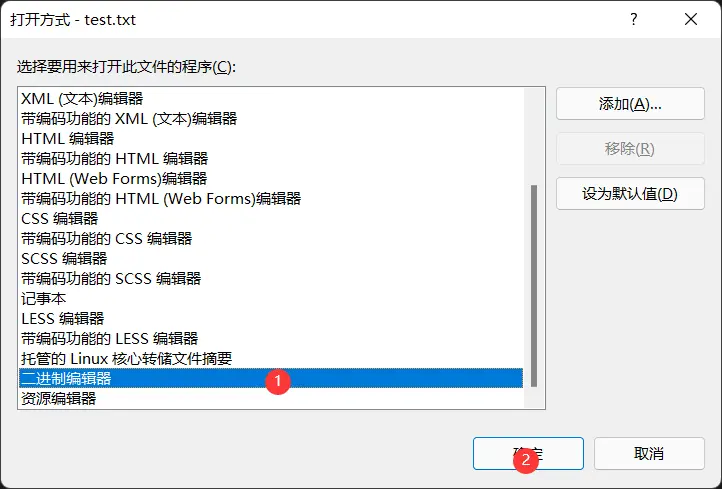 打开方式 - test.txt
选择要用来打开此文件的程序(C):
XML (文本)编辑器
带编码功能的 XML (文本)编辑器
HTML 编辑器
带编码功能的 HTML 编辑器
HTML (Web Forms)编辑器
带编码功能的 HTML (Web Forms)编辑器
CSS 编辑器
带编码功能的 CSS 编辑器
SCSS 编辑器
带编码功能的 SCSS 编辑器
记事本
LESS 编辑器
带编码功能的 LESS 编辑器
托管的 Linux 核心转储文件摘要
二进制编辑器 1
资源编辑器
添加(A)...
移除(R)
设为默认值(D)
确定 2
取消